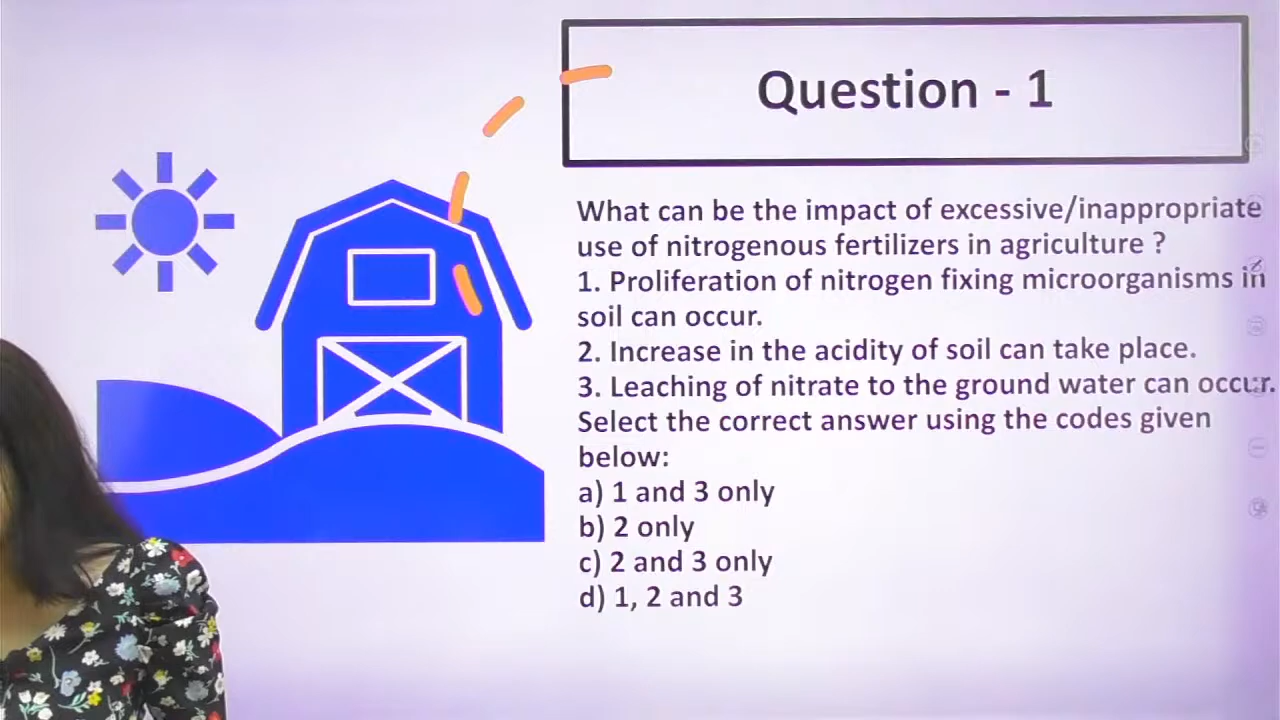 Question - 1
What can be the impact of excessive/inappropriate
use of nitrogenous fertilizers in agriculture ?
1. Proliferation of nitrogen fixing microorganisms in
soil can occur.
2. Increase in the acidity of soil can take place.
3. Leaching of nitrate to the ground water can occur.
Select the correct answer using the codes given
below:
a) 1 and 3 only
b) 2 only
c) 2 and 3 only
d) 1, 2 and 3